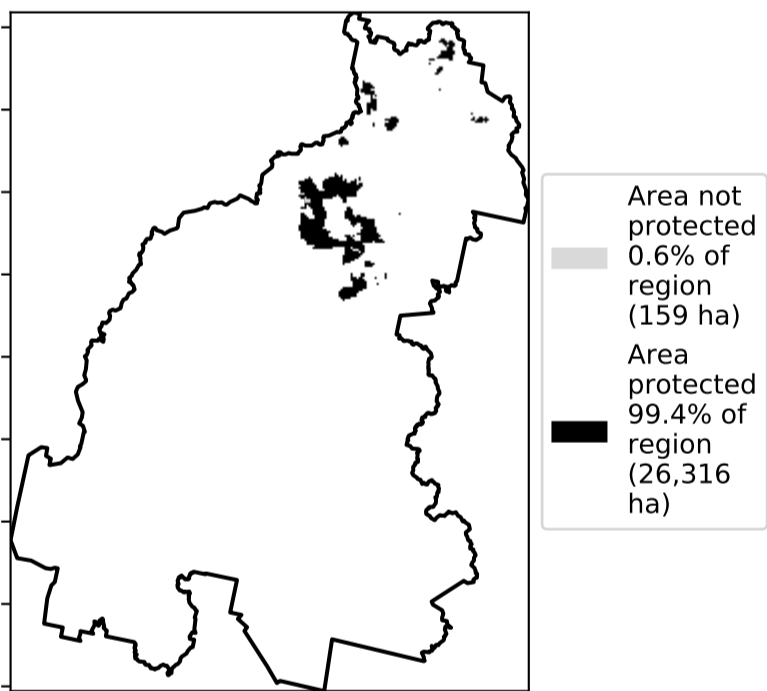 Area not
protected
0.6% of
region
(159 ha)
Area
protected
99.4% of
region
(26,316
ha)